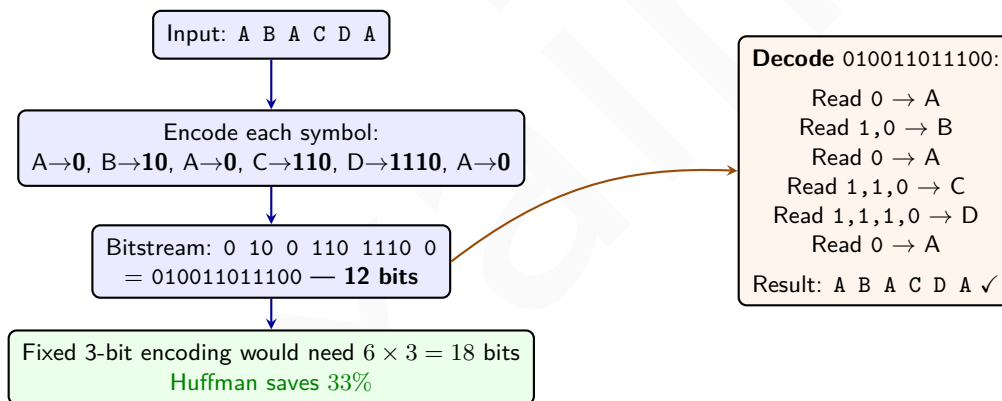 Input: A B A C D A
Encode each symbol:
A→0, B→10, A→0, C→110, D→1110, A→0
Bitstream: 0 10 0 110 1110 0
= 010011011100 — 12 bits
Fixed 3-bit encoding would need 6 × 3 = 18 bits
Huffman saves 33%
Decode 010011011100:
Read 0 → A
Read 1,0 → B
Read 0 → A
Read 1,1,0 → C
Read 1,1,1,0 → D
Read 0 → A
Result: A B A C D A ✓